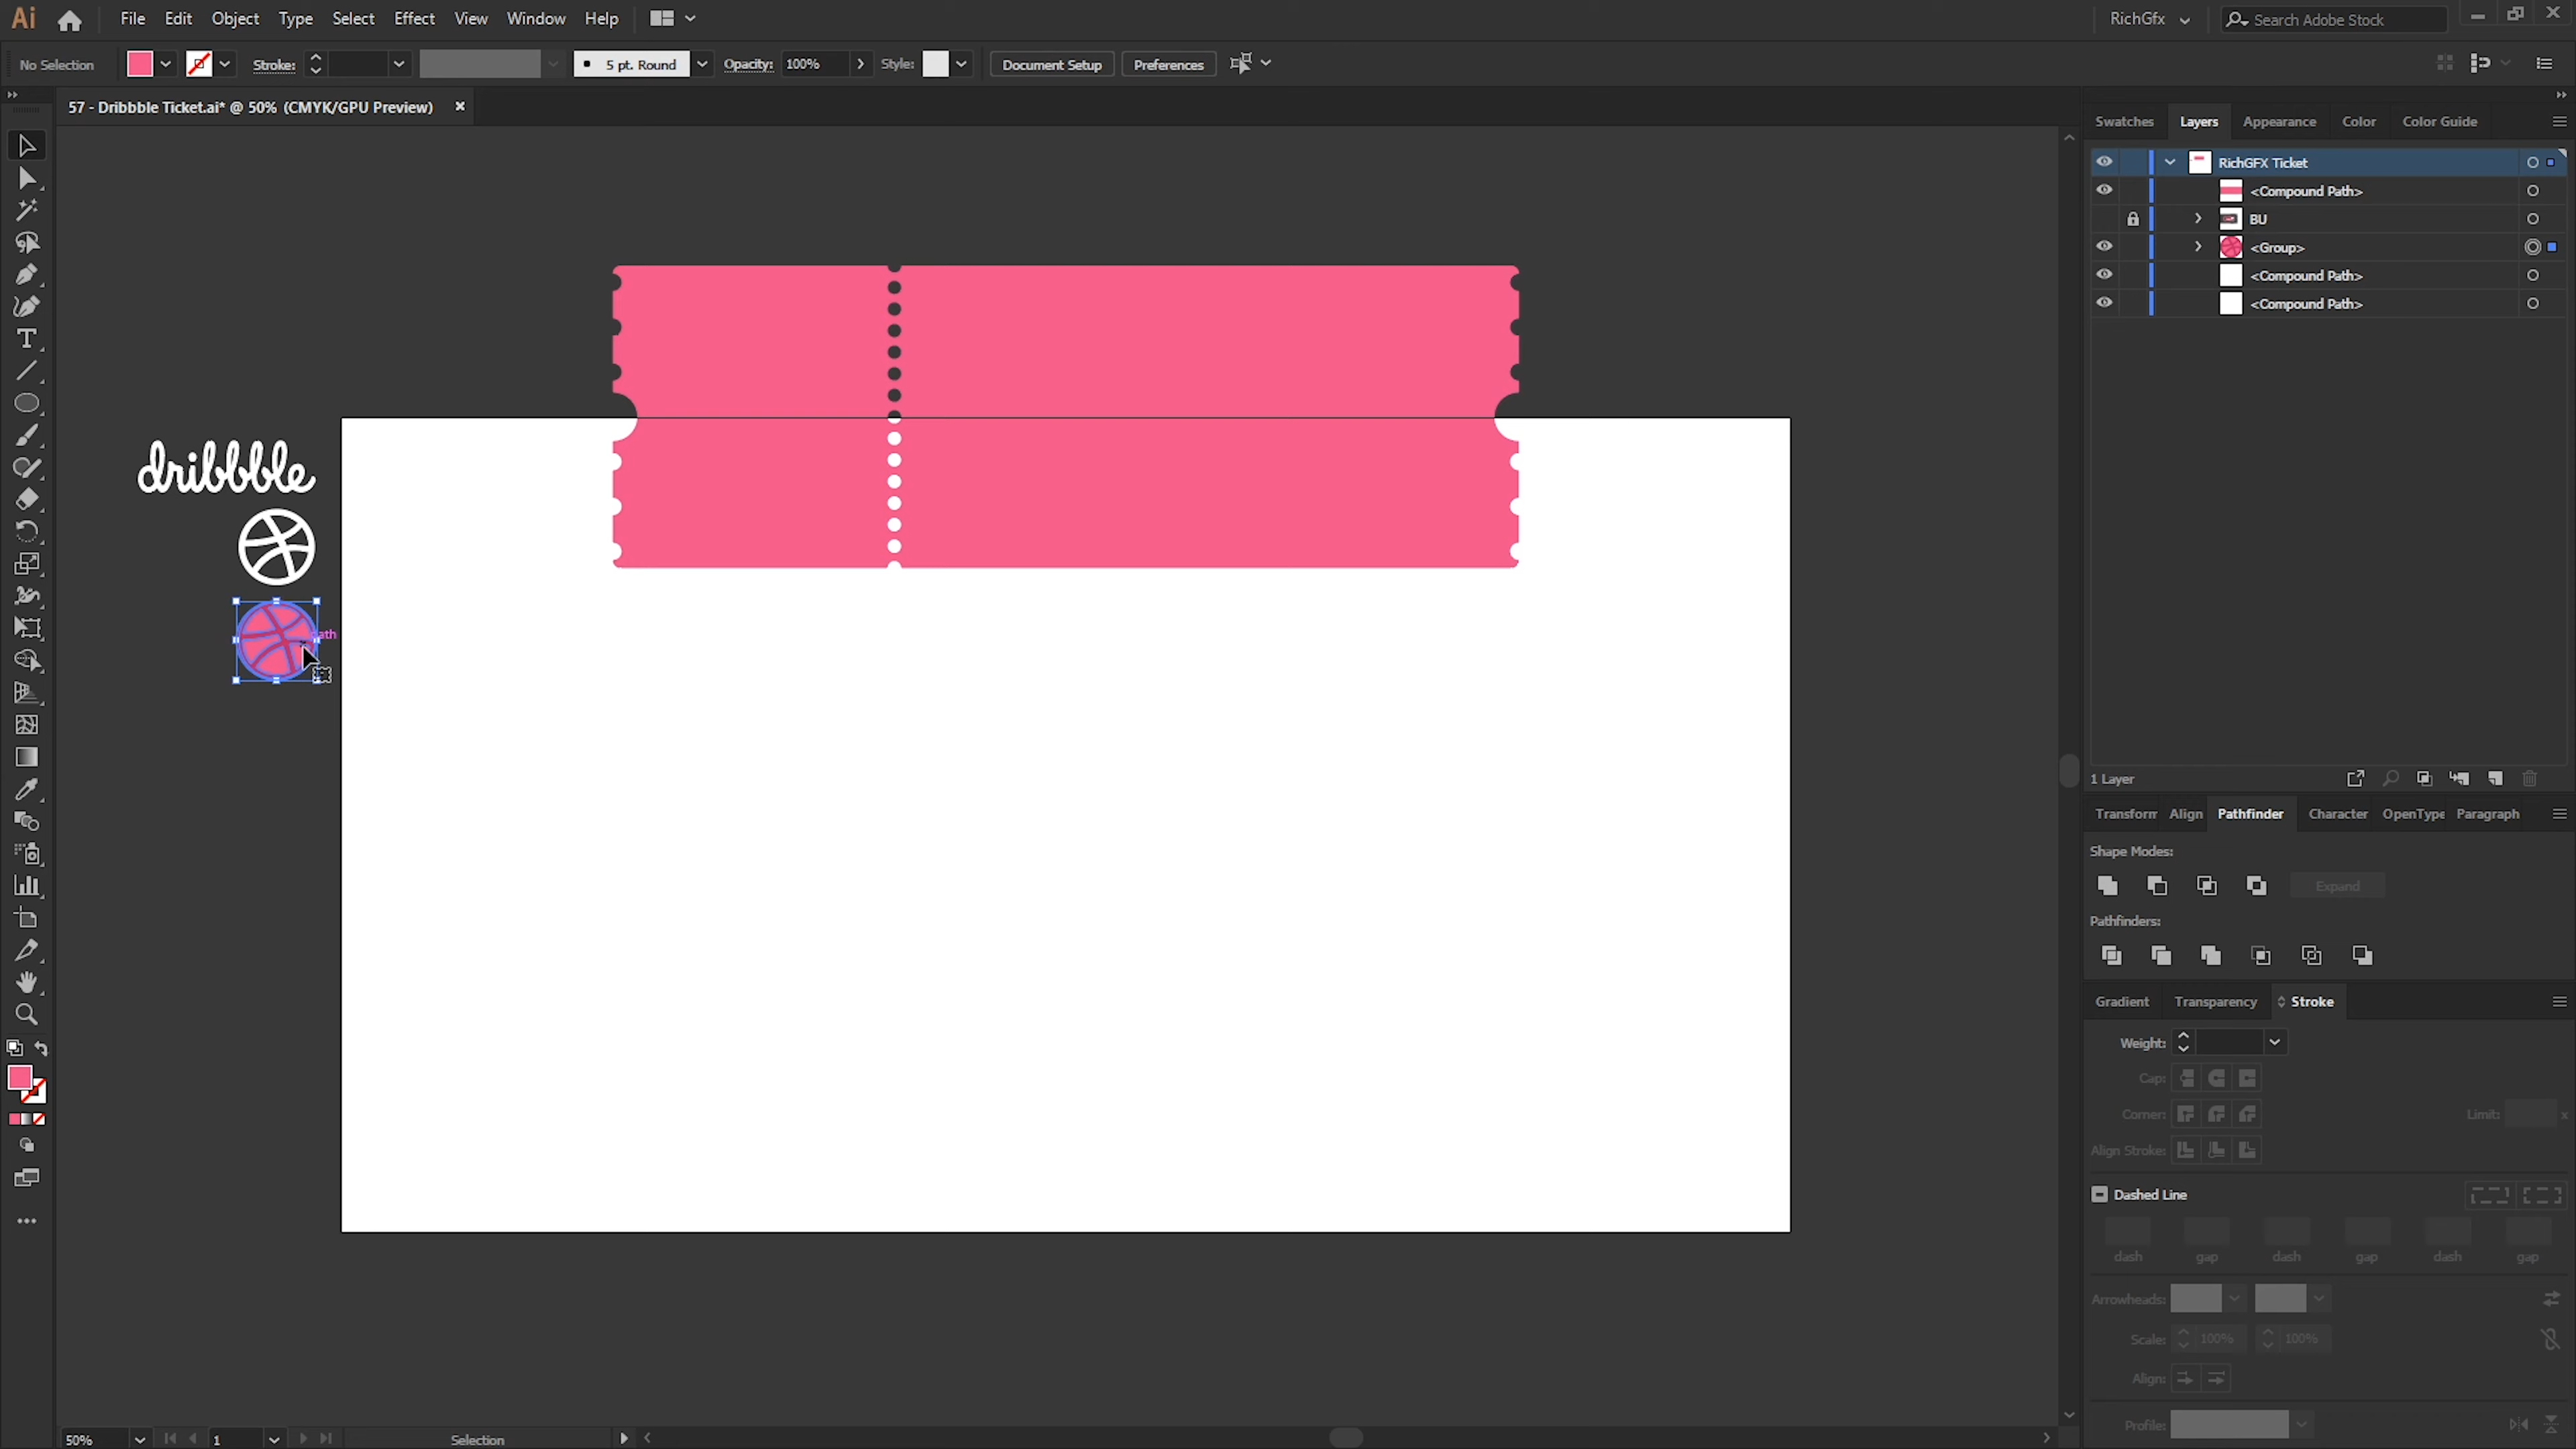 Ai File Edit Object Type Select Effect View Window Help RichGfx Search Adobe Stock
No Selection Stroke: 5 pt. Round Opacity: 100% Style: Document Setup Preferences
57 - Dribbble Ticket.ai* @ 50% (CMYK/GPU Preview)
Swatches Layers Appearance Color Color Guide
RichGFX Ticket
<Compound Path>
BU
<Group>
<Compound Path>
<Compound Path>
dribbble
path
1 Layer
Transform Align Pathfinder Character OpenType Paragraph
Shape Modes:
Expand
Pathfinders:
Gradient Transparency Stroke
Weight:
Cap:
Corner: Limit: x
Align Stroke:
Dashed Line
dash gap dash gap dash gap
Arrowheads:
Scale: 100% 100%
Align:
Profile:
50% 1 Selection